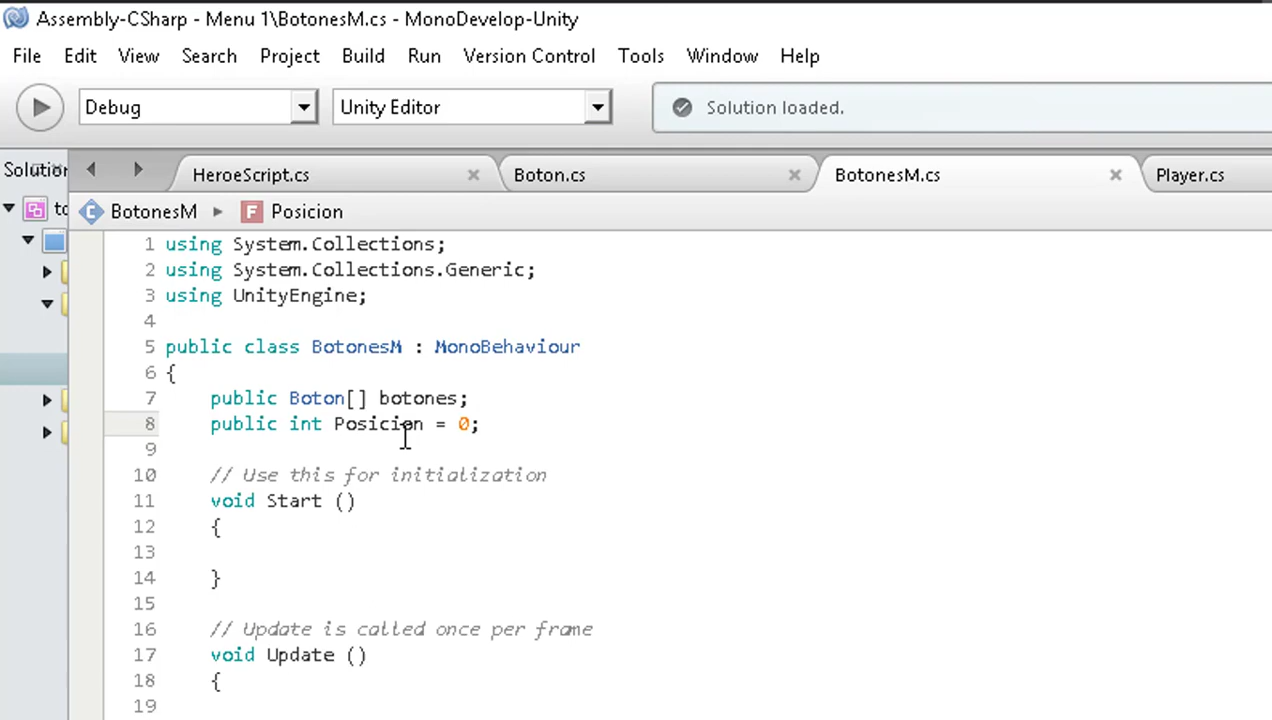 Assembly-CSharp - Menu 1\BotonesM.cs - MonoDevelop-Unity
File Edit View Search Project Build Run Version Control Tools Window Help
Debug Unity Editor Solution loaded.
HeroeScript.cs Boton.cs BotonesM.cs Player.cs
BotonesM Posicion
1 using System.Collections;
2 using System.Collections.Generic;
3 using UnityEngine;
4
5 public class BotonesM : MonoBehaviour
6 {
7 public Boton[] botones;
8 public int Posicion = 0;
9
10 // Use this for initialization
11 void Start ()
12 {
13
14 }
15
16 // Update is called once per frame
17 void Update ()
18 {
19